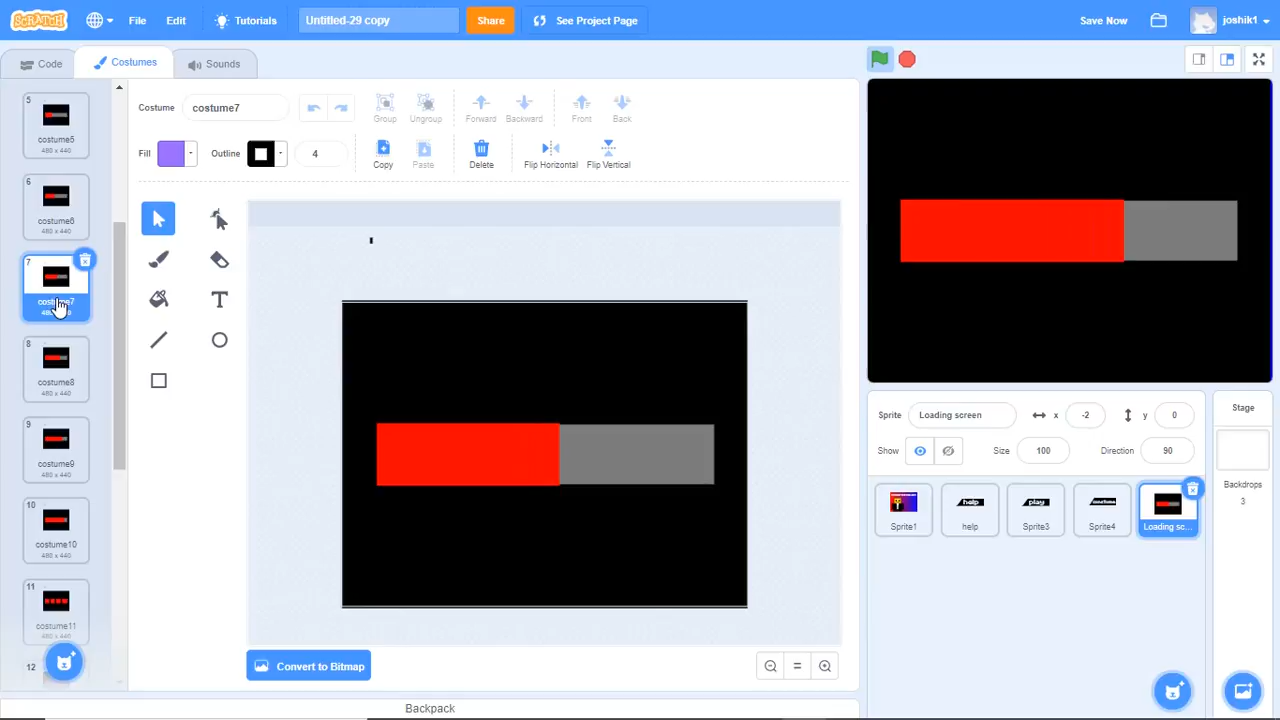 SCRATCH File Edit Tutorials Untitled-29 copy Share See Project Page Save Now joshik1
Code Costumes Sounds
Costume costume7 Group Ungroup Forward Backward Front Back
Fill Outline 4 Copy Paste Delete Flip Horizontal Flip Vertical
5
costume5
480 x 440
6
costume6
480 x 440
7
costume7
8
costume8
480 x 440
9
costume9
480 x 440
10
costume10
480 x 440
11
costume11
12
Convert to Bitmap
Backpack
Sprite Loading screen x -2 y 0
Show Size 100 Direction 90
help play
Sprite1 help Sprite3 Sprite4 Loading sc...
Stage
Backdrops
3